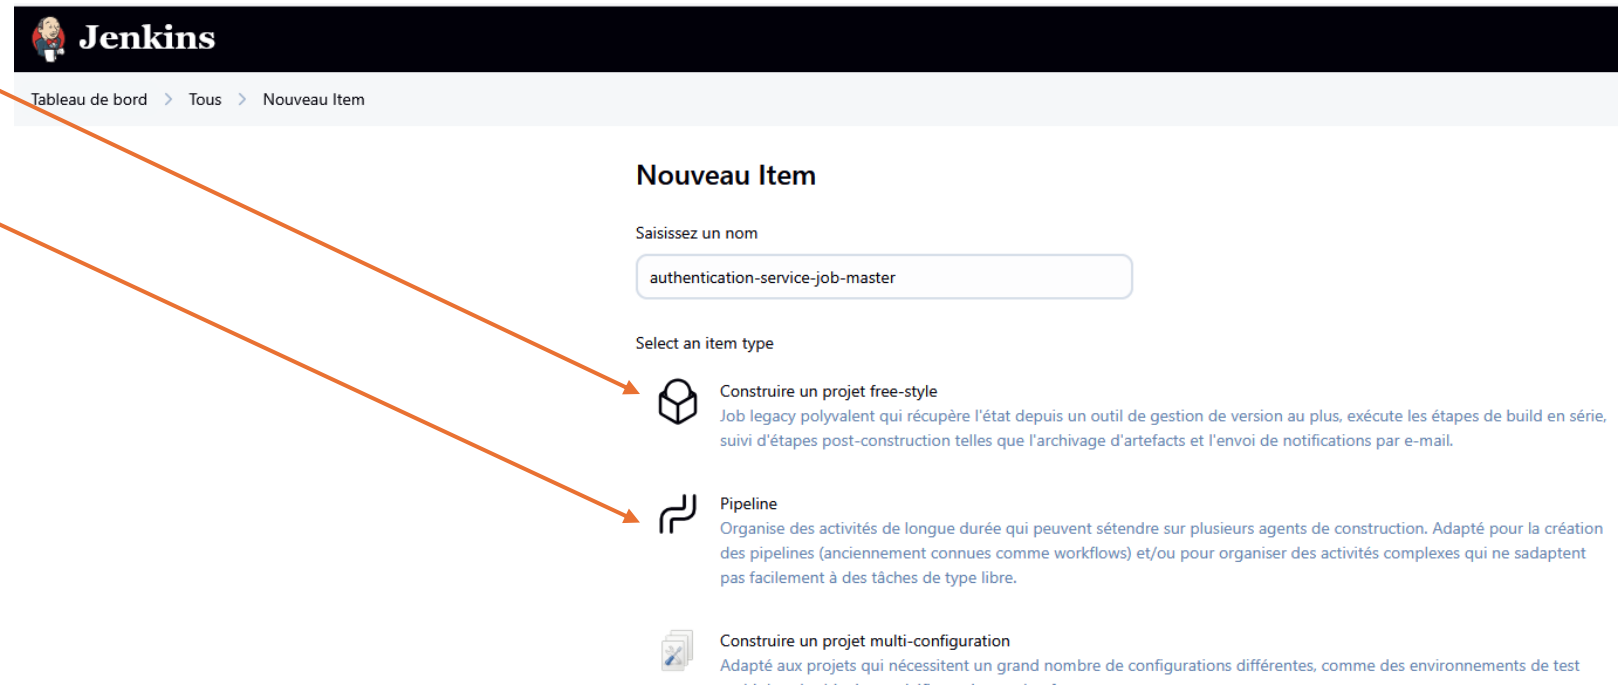 Jenkins
Tableau de bord > Tous > Nouveau Item
Nouveau Item
Saisissez un nom
authentication-service-job-master
Select an item type
Construire un projet free-style
Job legacy polyvalent qui récupère l'état depuis un outil de gestion de version au plus, exécute les étapes de build en série,
suivi d'étapes post-construction telles que l'archivage d'artefacts et l'envoi de notifications par e-mail.
Pipeline
Organise des activités de longue durée qui peuvent sétendre sur plusieurs agents de construction. Adapté pour la création
des pipelines (anciennement connues comme workflows) et/ou pour organiser des activités complexes qui ne sadaptent
pas facilement à des tâches de type libre.
Construire un projet multi-configuration
Adapté aux projets qui nécessitent un grand nombre de configurations différentes, comme des environnements de test